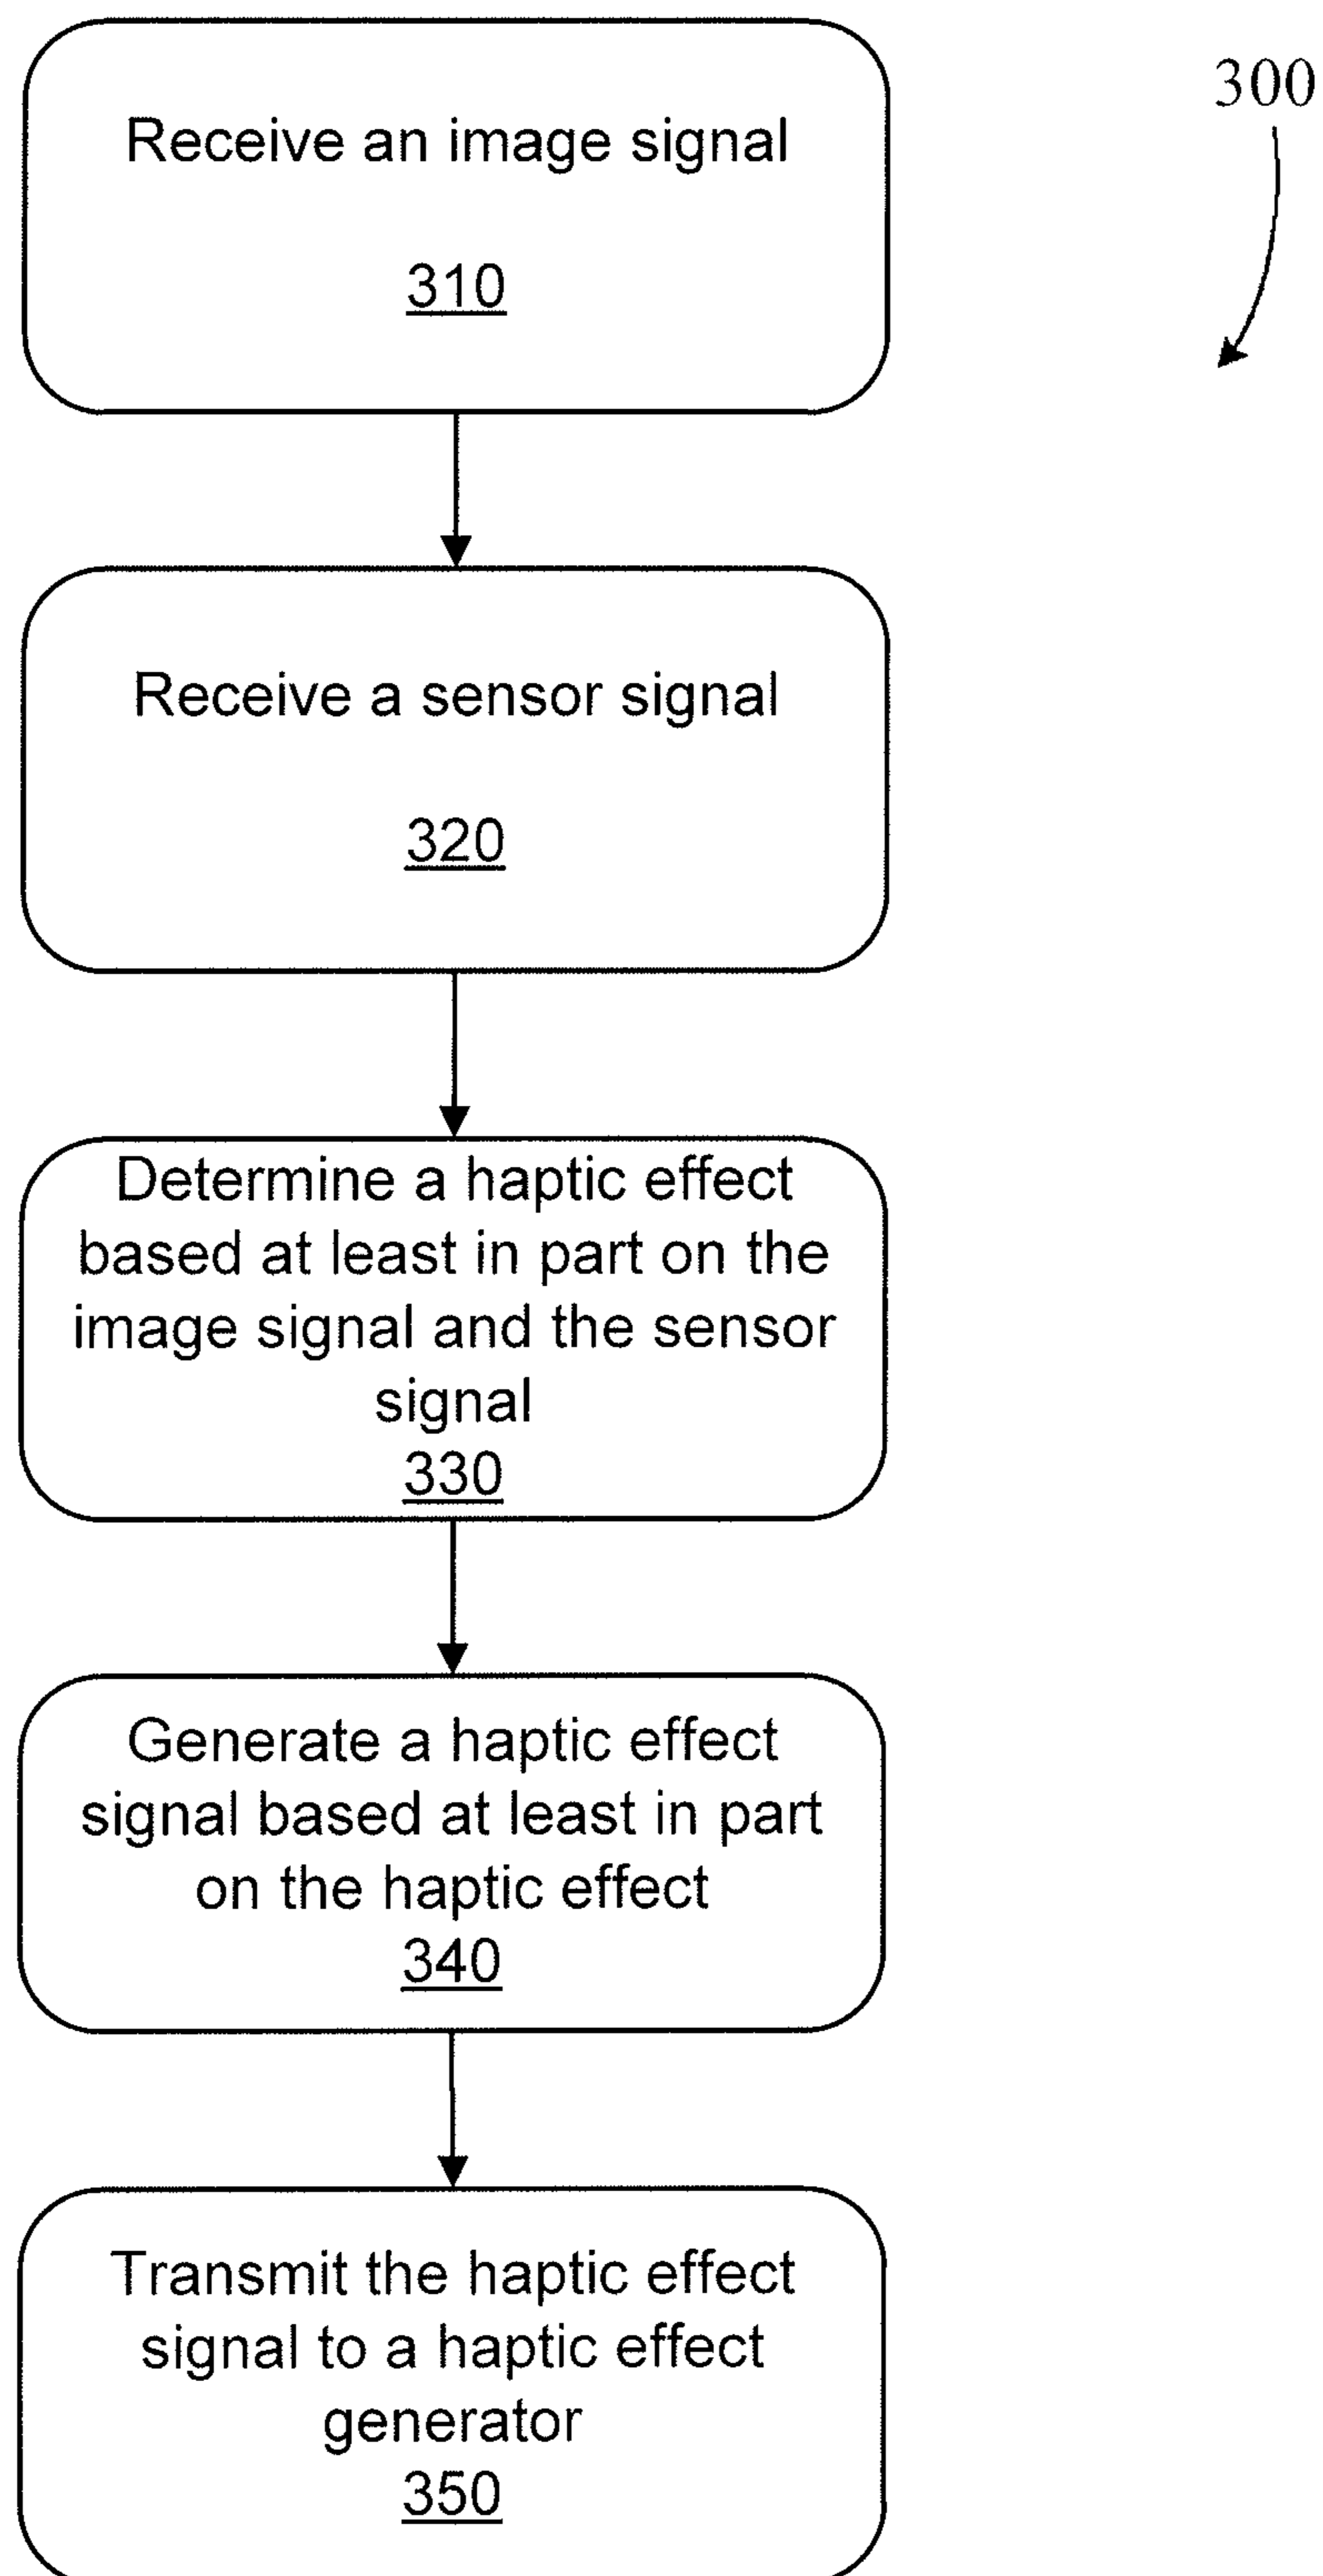 Receive an image signal
300
310
Receive a sensor signal
320
Determine a haptic effect
based at least in part on the
image signal and the sensor
signal
330
Generate a haptic effect
signal based at least in part
on the haptic effect
340
Transmit the haptic effect
signal to a haptic effect
generator
350